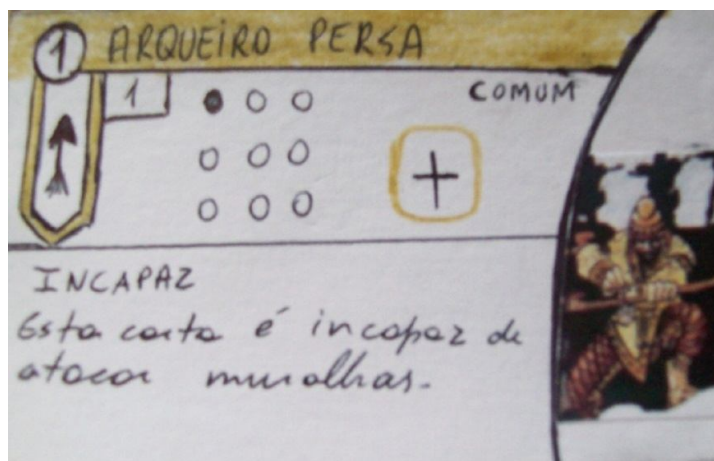 1 ARQUEIRO PERSA
1
COMUM
+
INCAPAZ
Esta carta é incapaz de
atacar muralhas.